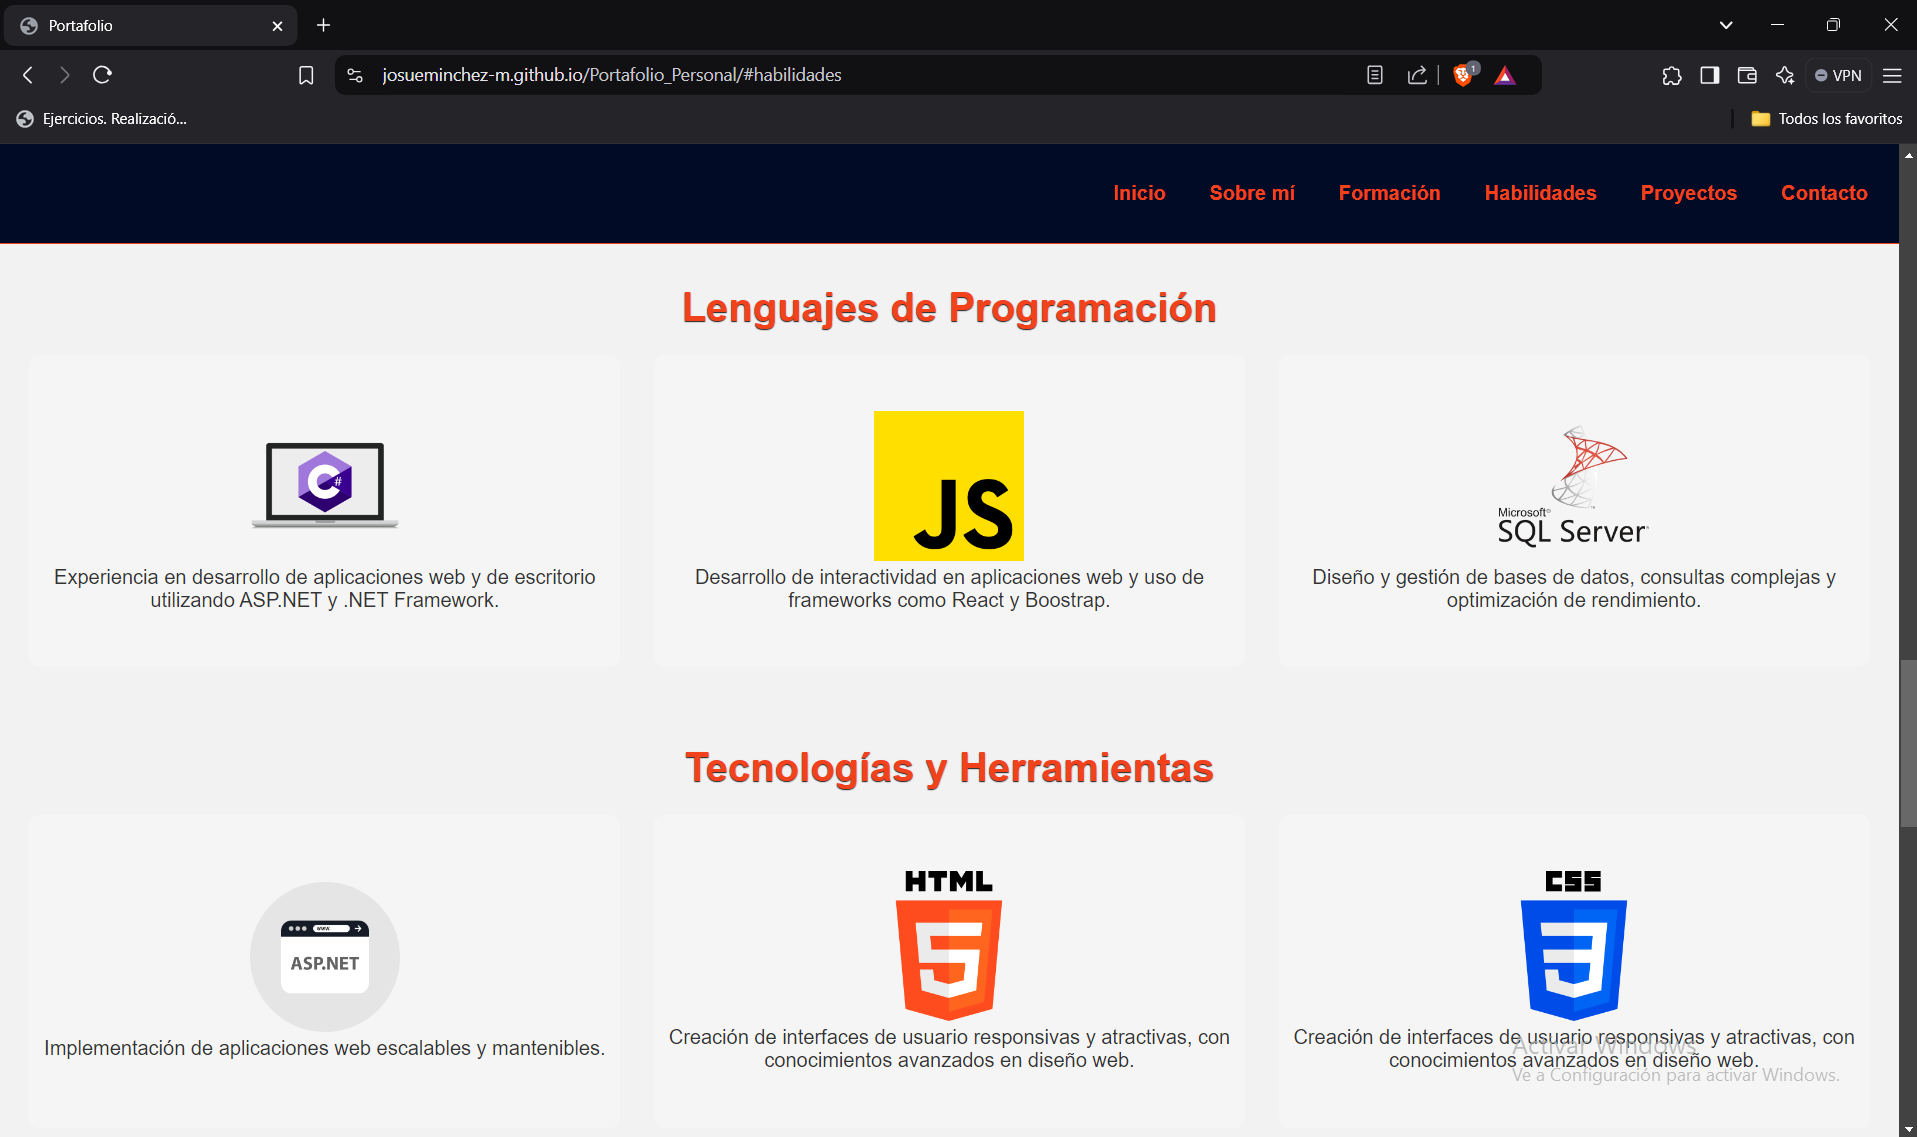 Portafolio
josueminchez-m.github.io/Portafolio_Personal/#habilidades
1
VPN
Ejercicios. Realizació...
Todos los favoritos
Inicio Sobre mí Formación Habilidades Proyectos Contacto
Lenguajes de Programación
C#
JS
Microsoft®
SQL Server
Experiencia en desarrollo de aplicaciones web y de escritorio
utilizando ASP.NET y .NET Framework.
Desarrollo de interactividad en aplicaciones web y uso de
frameworks como React y Boostrap.
Diseño y gestión de bases de datos, consultas complejas y
optimización de rendimiento.
Tecnologías y Herramientas
www.
ASP.NET
HTML
5
CSS
3
Implementación de aplicaciones web escalables y mantenibles.
Creación de interfaces de usuario responsivas y atractivas, con
conocimientos avanzados en diseño web.
Creación de interfaces de usuario responsivas y atractivas, con
conocimientos avanzados en diseño web.
Activar Windows
Ve a Configuración para activar Windows.